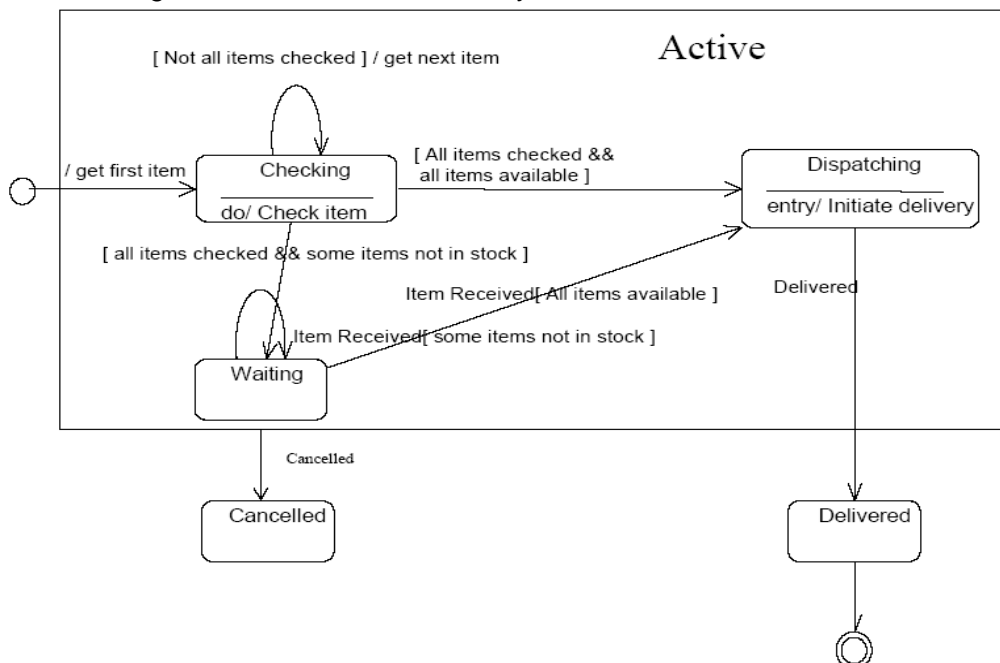 Active
[ Not all items checked ] / get next item
/ get first item
Checking
do/ Check item
[ All items checked &&
all items available ]
Dispatching
entry/ Initiate delivery
[ all items checked && some items not in stock ]
Item Received[ All items available ]
Delivered
Item Received[ some items not in stock ]
Waiting
Cancelled
Cancelled
Delivered